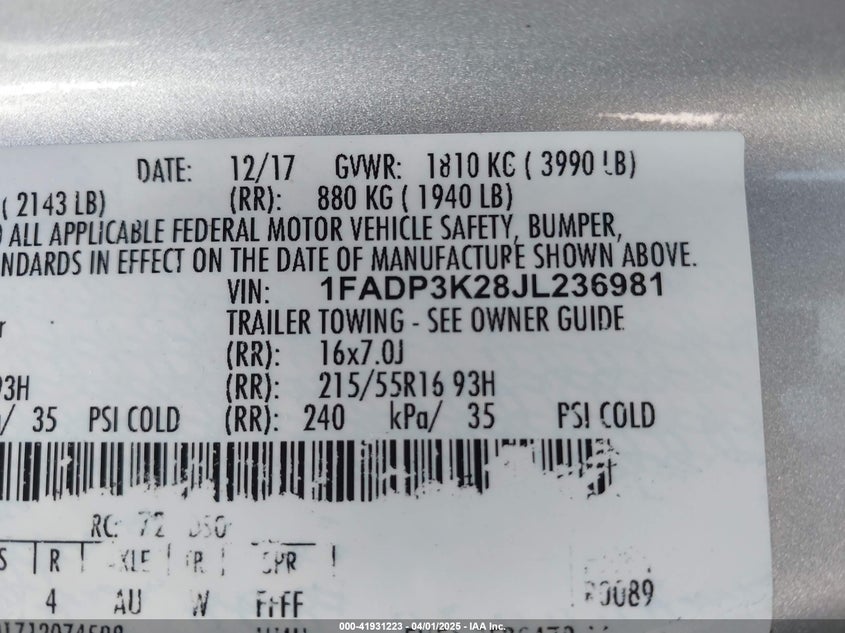 DATE: 12/17 GVWR: 1810 KG ( 3990 LB)
( 2143 LB) (RR): 880 KG ( 1940 LB)
ALL APPLICABLE FEDERAL MOTOR VEHICLE SAFETY, BUMPER,
NDARDS IN EFFECT ON THE DATE OF MANUFACTURE SHOWN ABOVE.
VIN: 1FADP3K28JL236981
TRAILER TOWING - SEE OWNER GUIDE
(RR): 16x7.0J
93H (RR): 215/55R16 93H
/ 35 PSI COLD (RR): 240 kPa/ 35 PSI COLD
72
S R
4 AU W
000-41931223 - 04/01/2025 - IAA Inc.